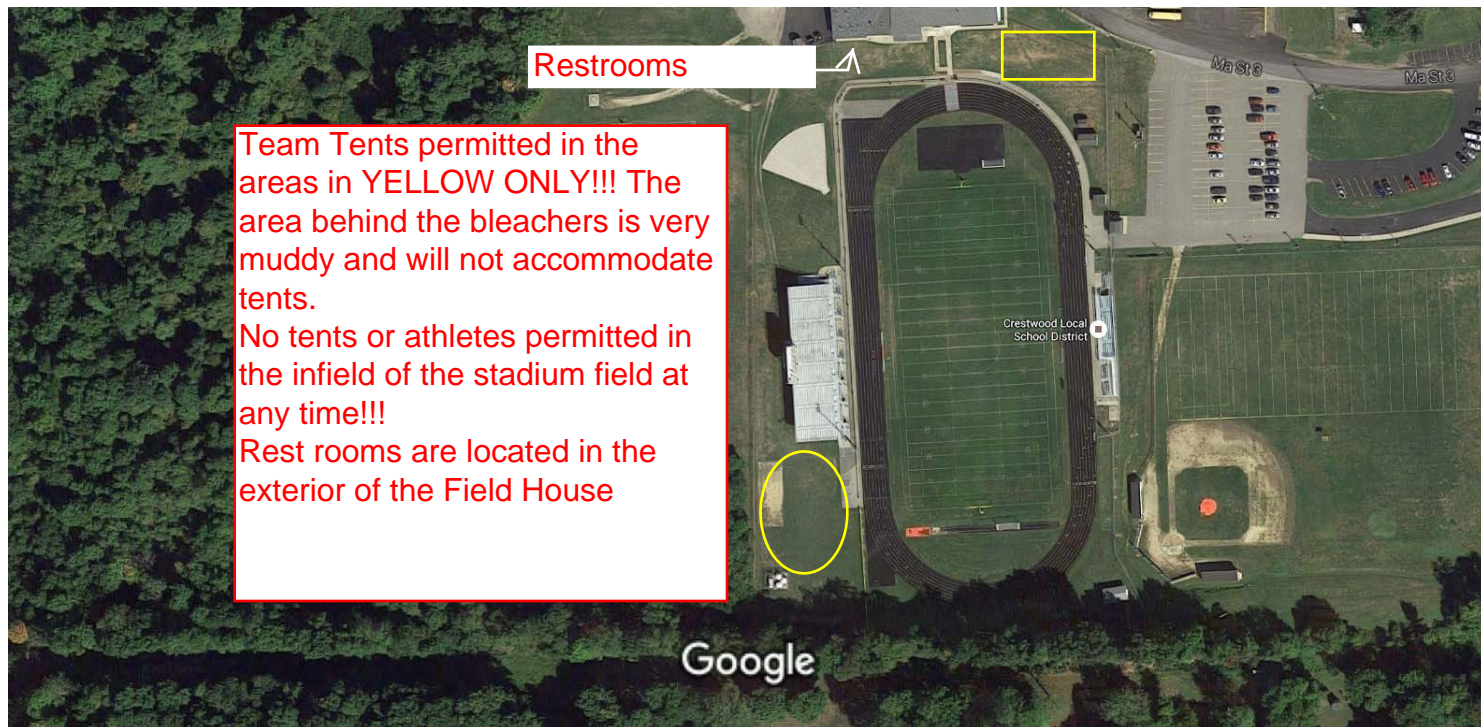 Restrooms
Ma St 3
Ma St 3
Team Tents permitted in the
areas in YELLOW ONLY!!! The
area behind the bleachers is very
muddy and will not accommodate
tents.
No tents or athletes permitted in
the infield of the stadium field at
any time!!!
Rest rooms are located in the
exterior of the Field House
Crestwood Local
School District
Google